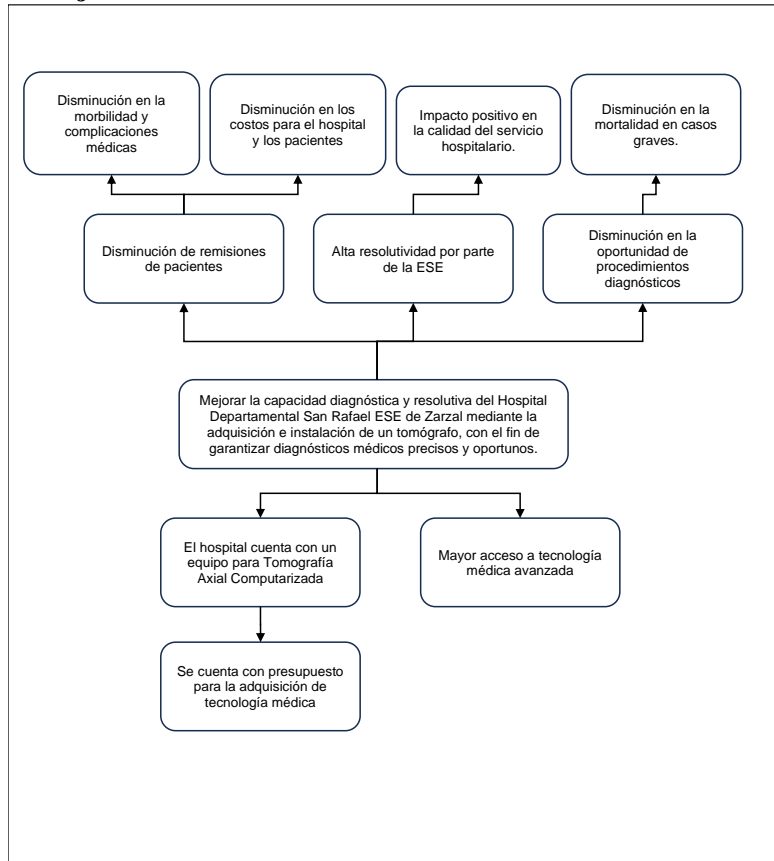 Disminución en la
morbilidad y
complicaciones
médicas
Disminución en los
costos para el hospital
y los pacientes
Impacto positivo en
la calidad del servicio
hospitalario.
Disminución en la
mortalidad en casos
graves.
Disminución de remisiones
de pacientes
Alta resolutividad por parte
de la ESE
Disminución en la
oportunidad de
procedimientos
diagnósticos
Mejorar la capacidad diagnóstica y resolutiva del Hospital
Departamental San Rafael ESE de Zarzal mediante la
adquisición e instalación de un tomógrafo, con el fin de
garantizar diagnósticos médicos precisos y oportunos.
El hospital cuenta con un
equipo para Tomografía
Axial Computarizada
Mayor acceso a tecnología
médica avanzada
Se cuenta con presupuesto
para la adquisición de
tecnología médica